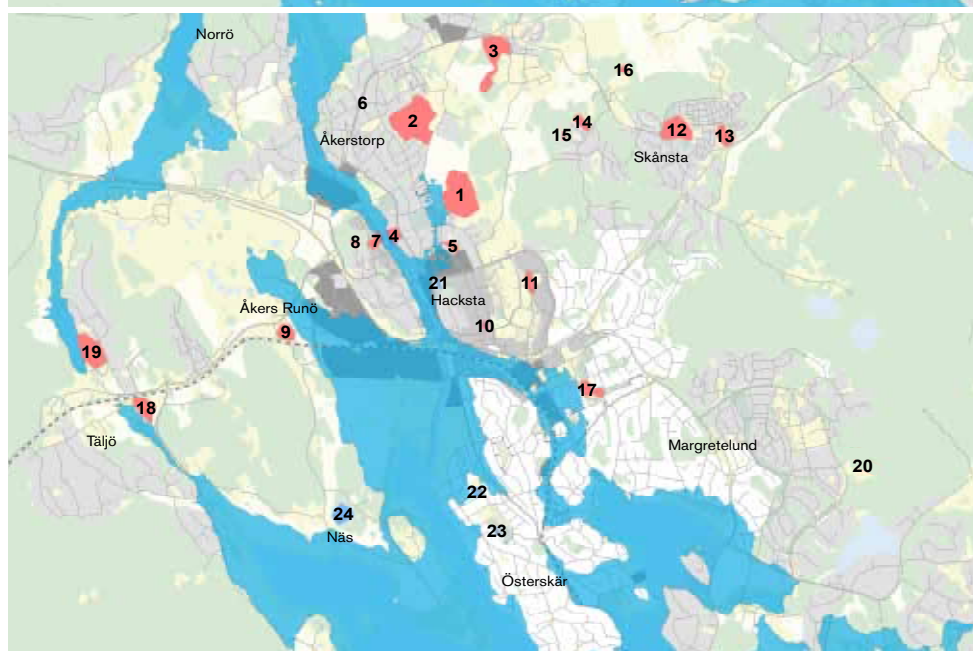 Norrö
3
16
6
2
14
12
Åkerstorp
15
13
Skånsta
1
4
8
7
5
21
11
Hacksta
Åkers Runö
10
9
19
17
18
Täljö
Margretelund
20
22
24
23
Näs
Österskär